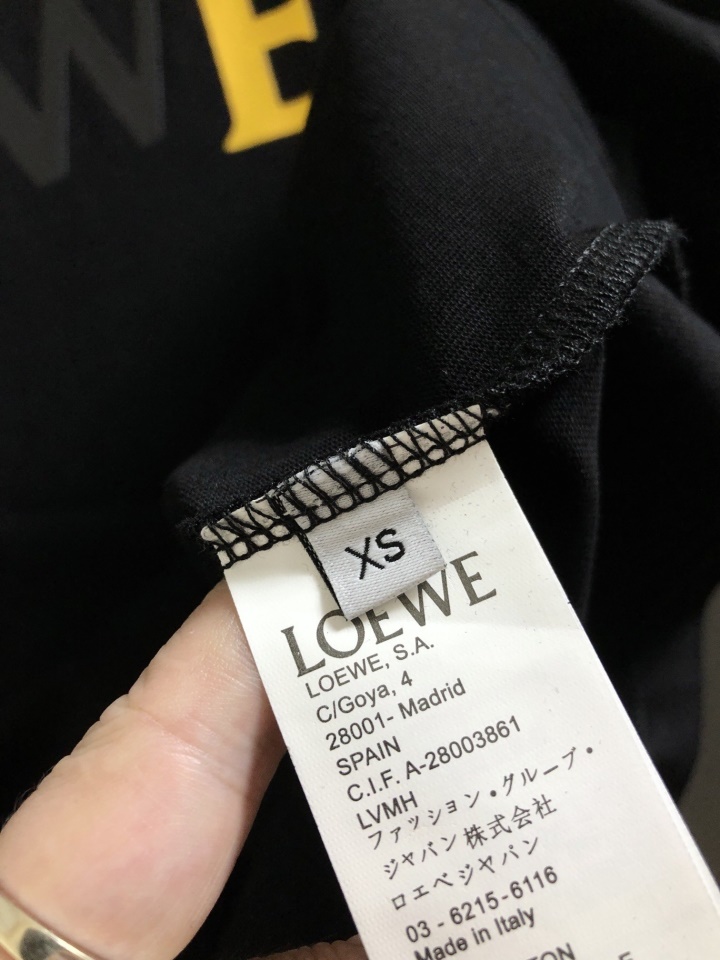 WE
XS
LOEWE
LOEWE, S.A.
C/Goya, 4
28001- Madrid
SPAIN
C.I.F. A-28003861
LVMH
ファッション・グループ・
ジャパン株式会社
ロエベジャパン
03 - 6215-6116
Made in Italy